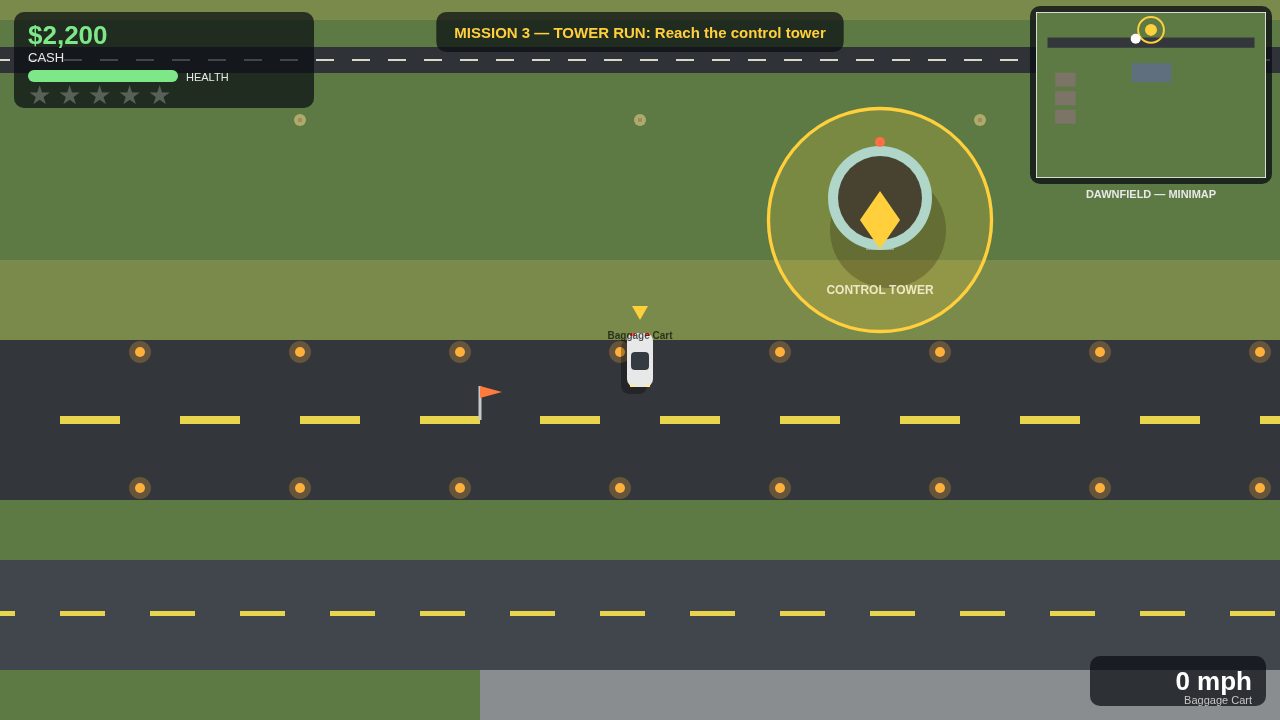 $2,200
CASH
HEALTH
MISSION 3 — TOWER RUN: Reach the control tower
DAWNFIELD — MINIMAP
CONTROL TOWER
Baggage Cart
0 mph
Baggage Cart